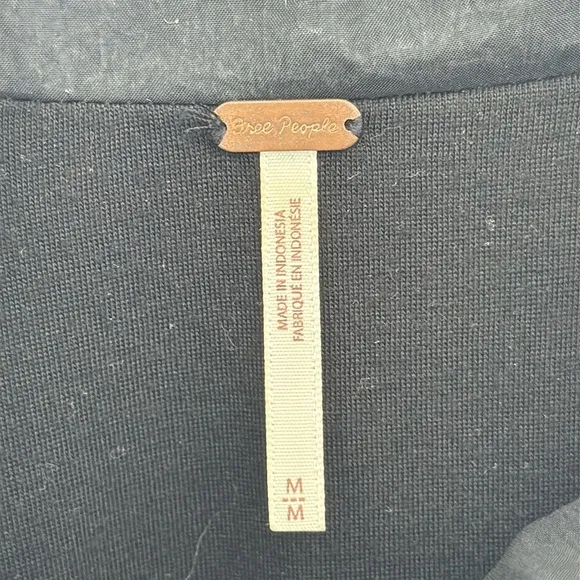 Free People
MADE IN INDONESIA
FABRIQUÉ EN INDONÉSIE
M
M